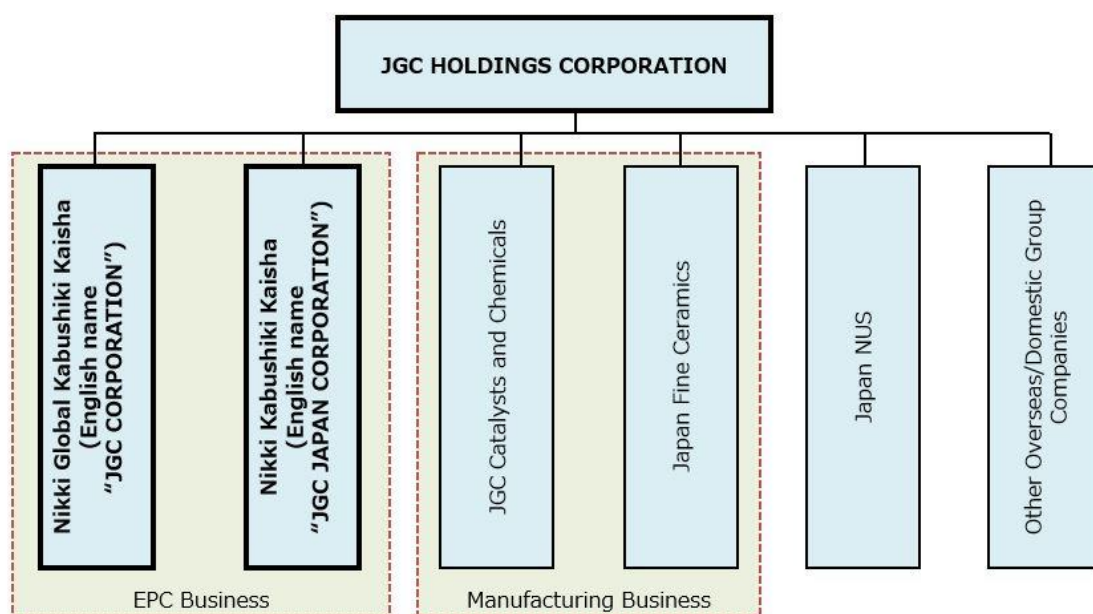 JGC HOLDINGS CORPORATION
Nikki Global Kabushiki Kaisha
(English name
“JGC CORPORATION”)
Nikki Kabushiki Kaisha
(English name
“JGC JAPAN CORPORATION”)
JGC Catalysts and Chemicals
Japan Fine Ceramics
Japan NUS
Other Overseas/Domestic Group
Companies
EPC Business
Manufacturing Business